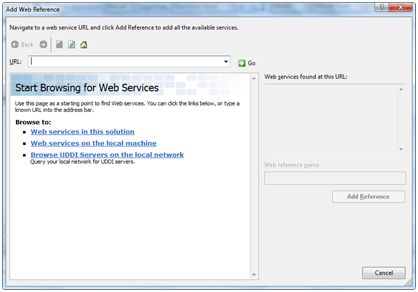 Add Web Reference
Navigate to a web service URL and click Add Reference to add all the available services.
Back
URL:
Go
Start Browsing for Web Services
Use this page as a starting point to find Web services. You can click the links below, or type a
known URL into the address bar.
Browse to:
Web services in this solution
Web services on the local machine
Browse UDDI Servers on the local network
Query your local network for UDDI servers.
Web services found at this URL:
Web reference name:
Add Reference
Cancel